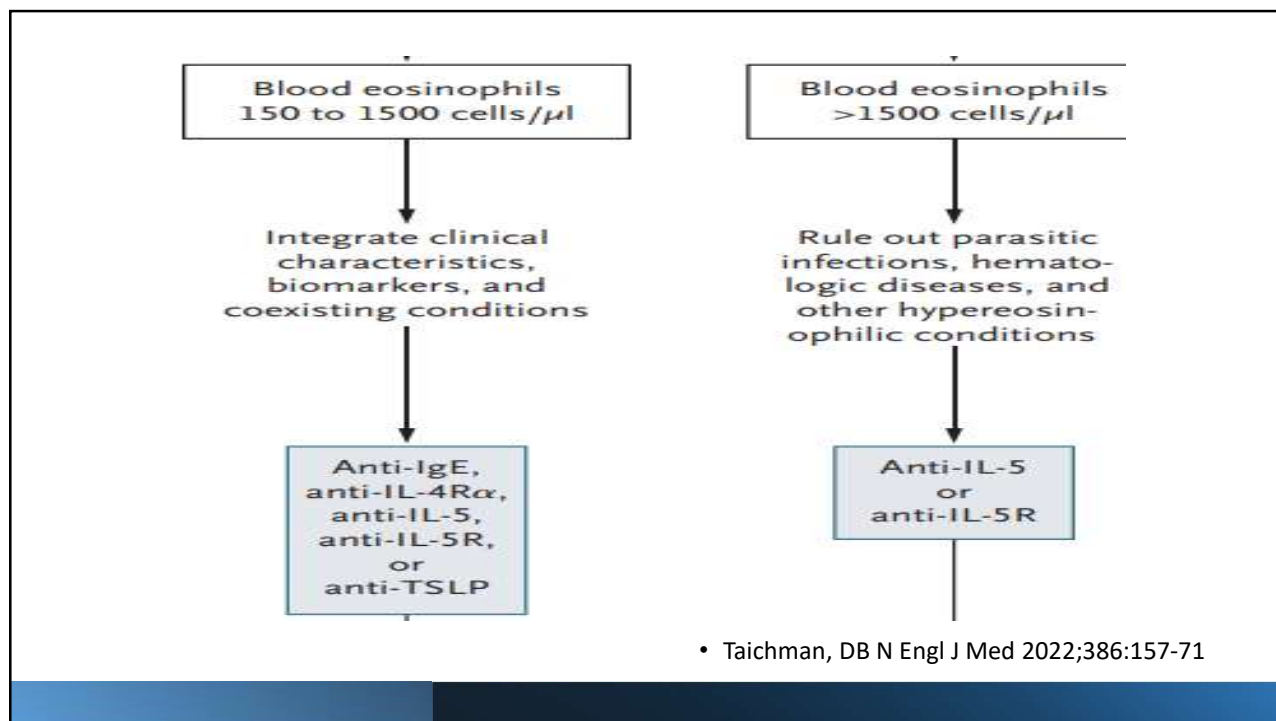 Blood eosinophils
150 to 1500 cells/μl
Integrate clinical
characteristics,
biomarkers, and
coexisting conditions
Anti-IgE,
anti-IL-4Rα,
anti-IL-5,
anti-IL-5R,
or
anti-TSLP
Blood eosinophils
>1500 cells/μl
Rule out parasitic
infections, hemato-
logic diseases, and
other hypereosin-
ophilic conditions
Anti-IL-5
or
anti-IL-5R
• Taichman, DB N Engl J Med 2022;386:157-71